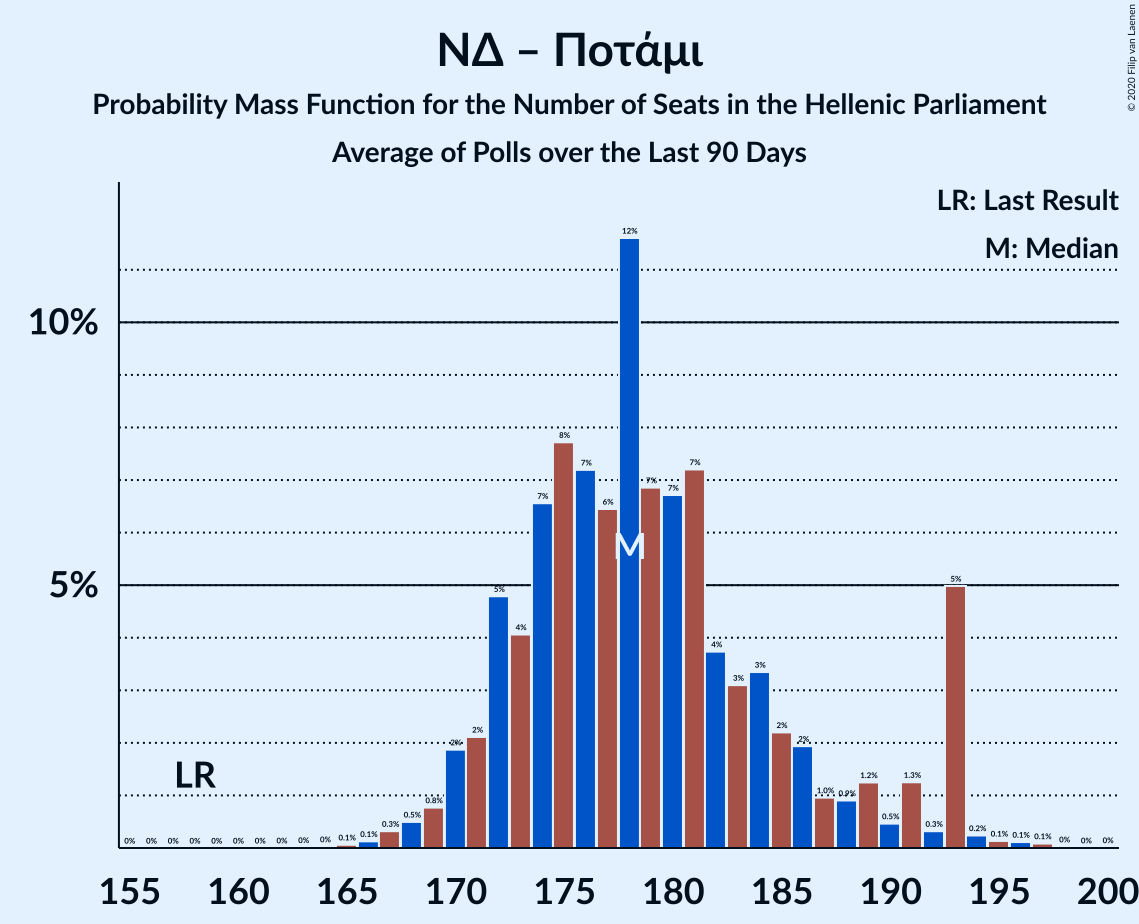 ΝΔ – Ποτάμι
Probability Mass Function for the Number of Seats in the Hellenic Parliament
Average of Polls over the Last 90 Days
© 2020 Filip van Laenen
LR: Last Result
M: Median
10%
5%
LR
M
0% 0% 0% 0% 0% 0% 0% 0% 0% 0% 0.1% 0.1% 0.3% 0.5% 0.8% 2% 2% 5% 4% 7% 8% 7% 6% 12% 7% 7% 7% 4% 3% 3% 2% 2% 1.0% 0.9% 1.2% 0.5% 1.3% 0.3% 5% 0.2% 0.1% 0.1% 0.1% 0% 0% 0%
155 160 165 170 175 180 185 190 195 200